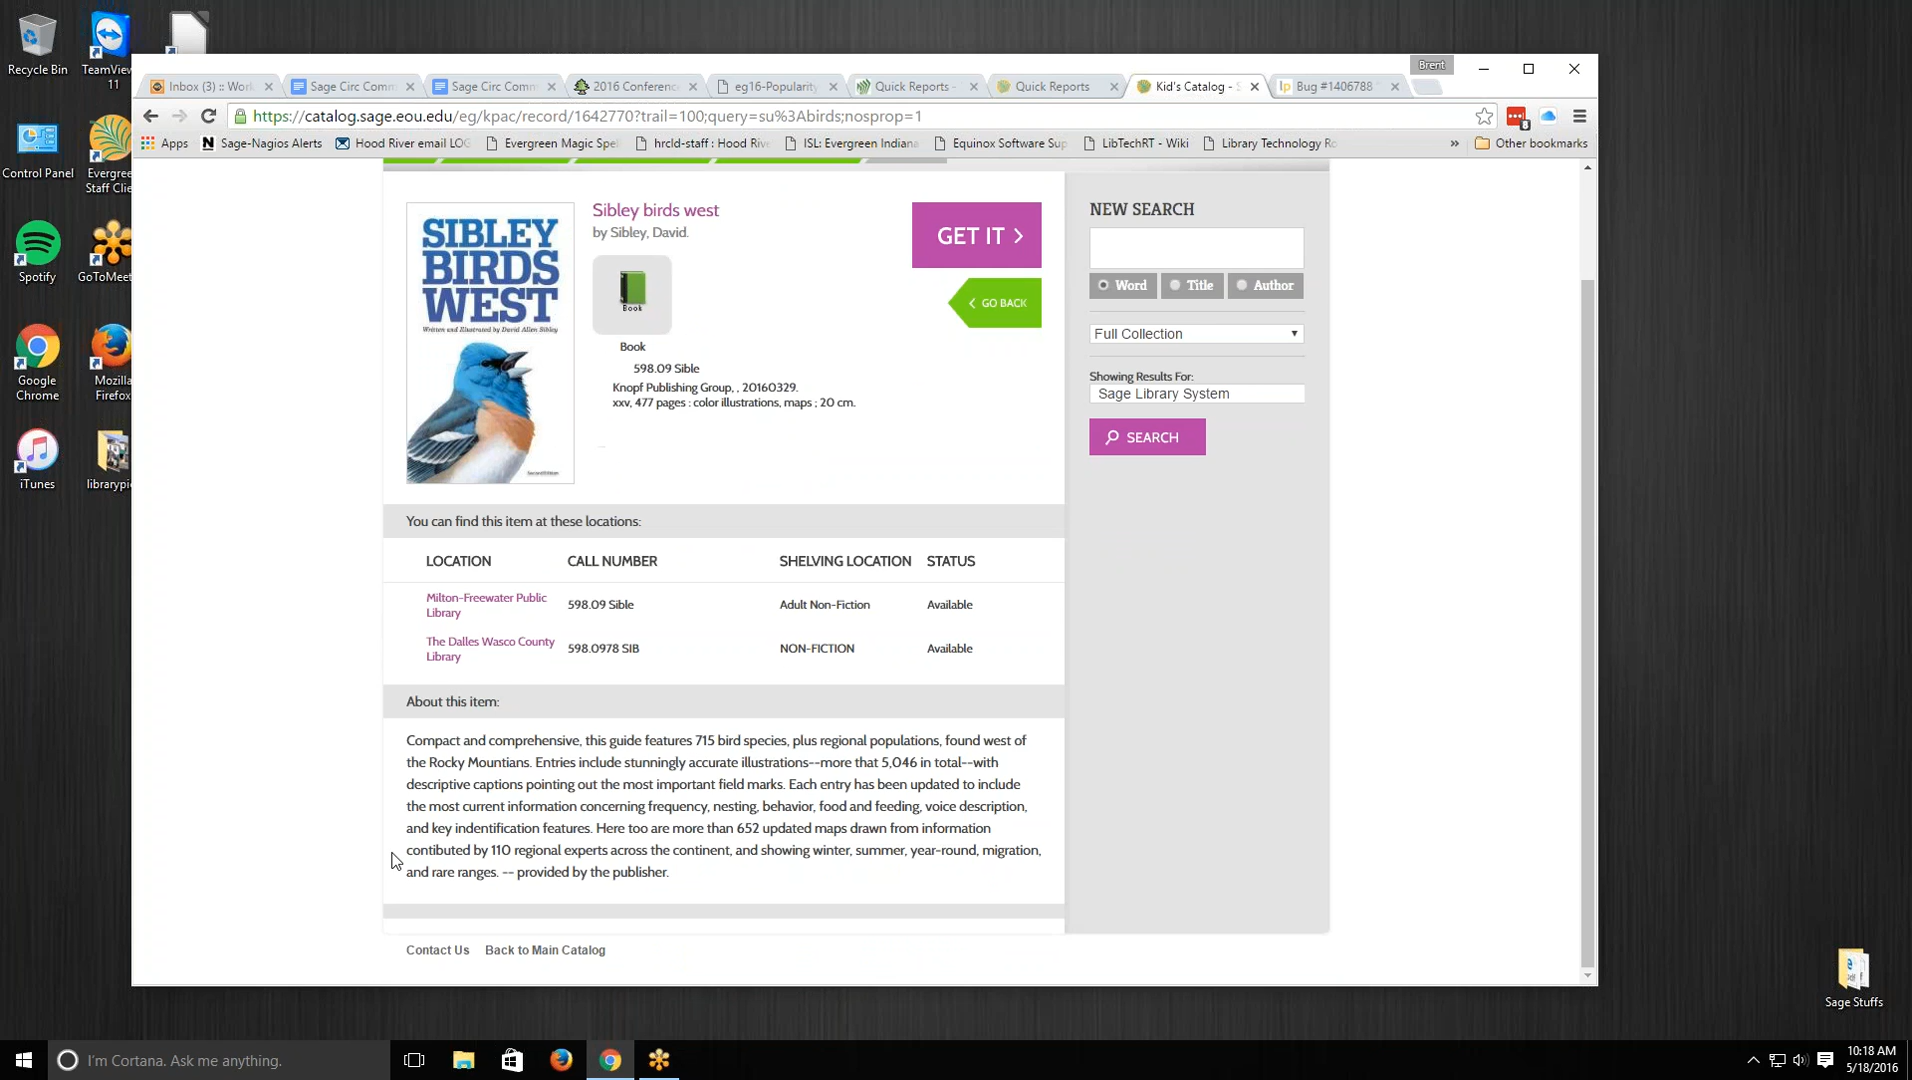 Recycle Bin
TeamView
11
Control Panel
Evergree
Staff Clie
Spotify
GoToMeet
Google
Chrome
Mozilla
Firefox
iTunes
librarypi
Brent
Inbox (3) :: Work
Sage Circ Comm
Sage Circ Comm
2016 Conference
eg16-Popularity
Quick Reports -
Quick Reports
Kid's Catalog - S
Bug #1406788 "
https://catalog.sage.eou.edu/eg/kpac/record/1642770?trail=100;query=su%3Abirds;nosprop=1
Apps
Sage-Nagios Alerts
Hood River email LOG
Evergreen Magic Spel
hrcld-staff : Hood Rive
ISL: Evergreen Indiana
Equinox Software Sup
LibTechRT - Wiki
Library Technology Ro
»
Other bookmarks
SIBLEY
BIRDS
WEST
Written and Illustrated by David Allen Sibley
Second Edition
Sibley birds west
by Sibley, David.
Book
Book
598.09 Sible
Knopf Publishing Group, , 20160329.
xxv, 477 pages : color illustrations, maps ; 20 cm.
GET IT
GO BACK
NEW SEARCH
Word
Title
Author
Full Collection
Showing Results For:
Sage Library System
SEARCH
You can find this item at these locations:
LOCATION CALL NUMBER SHELVING LOCATION STATUS
Milton-Freewater Public
Library
598.09 Sible Adult Non-Fiction Available
The Dalles Wasco County
Library
598.0978 SIB NON-FICTION Available
About this item:
Compact and comprehensive, this guide features 715 bird species, plus regional populations, found west of
the Rocky Mountians. Entries include stunningly accurate illustrations--more that 5,046 in total--with
descriptive captions pointing out the most important field marks. Each entry has been updated to include
the most current information concerning frequency, nesting, behavior, food and feeding, voice description,
and key indentification features. Here too are more than 652 updated maps drawn from information
contibuted by 110 regional experts across the continent, and showing winter, summer, year-round, migration,
and rare ranges. -- provided by the publisher.
Contact Us
Back to Main Catalog
Sage Stuffs
I'm Cortana. Ask me anything.
10:18 AM
5/18/2016